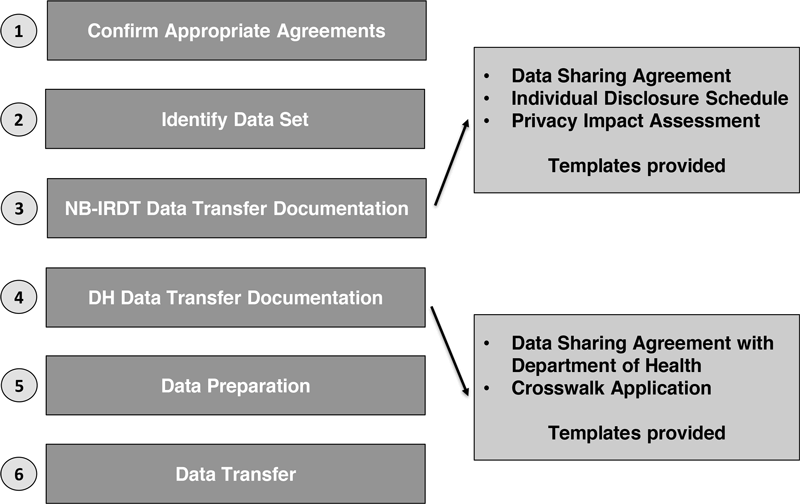 1
Confirm Appropriate Agreements
2
Identify Data Set
3
NB-IRDT Data Transfer Documentation
• Data Sharing Agreement
• Individual Disclosure Schedule
• Privacy Impact Assessment
Templates provided
4
DH Data Transfer Documentation
• Data Sharing Agreement with
Department of Health
• Crosswalk Application
Templates provided
5
Data Preparation
6
Data Transfer